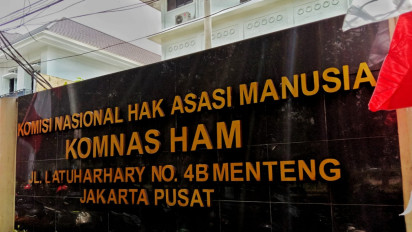 KOMISI NASIONAL HAK ASASI MANUSIA
KOMNAS HAM
JL. LATUHARHARY NO. 4B MENTENG
JAKARTA PUSAT